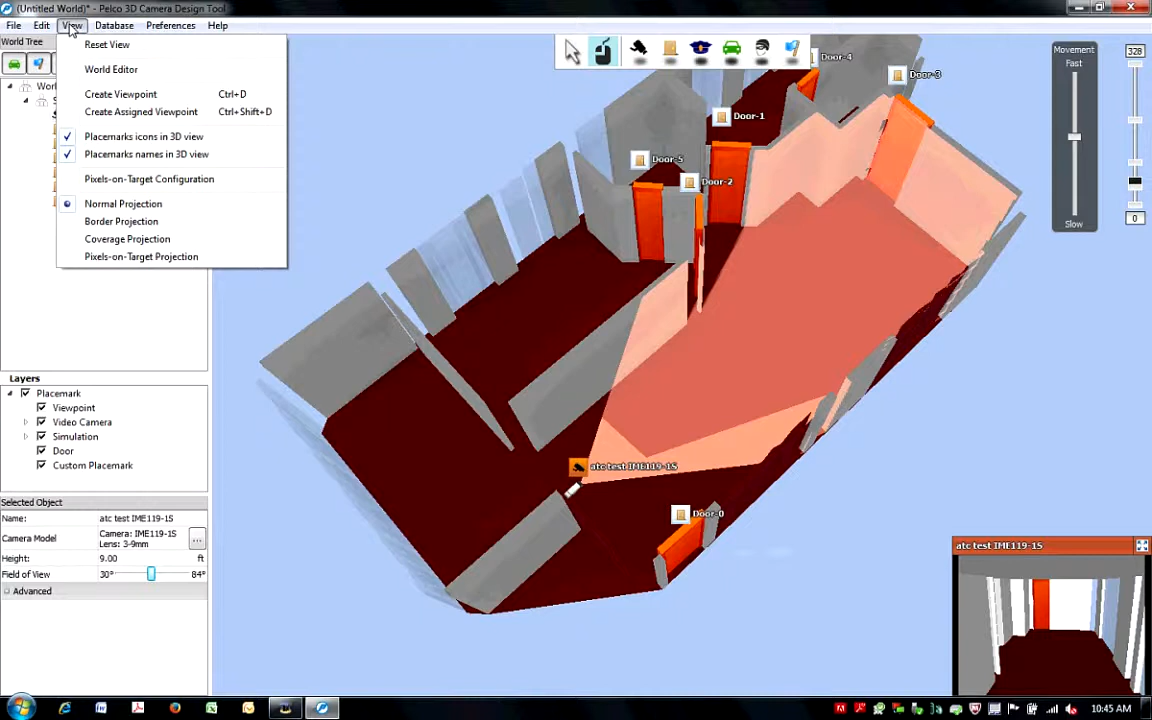 (Untitled World)* - Pelco 3D Camera Design Tool
File Edit View Database Preferences Help
World Tree
Reset View
World Editor
Create Viewpoint Ctrl+D
Create Assigned Viewpoint Ctrl+Shift+D
Placemarks icons in 3D view
Placemarks names in 3D view
Pixels-on-Target Configuration
Normal Projection
Border Projection
Coverage Projection
Pixels-on-Target Projection
Door-4
Door-3
Door-1
Door-5
Door-2
atc test IME119-1S
Door-0
Movement
Fast
Slow
328
0
Layers
Placemark
Viewpoint
Video Camera
Simulation
Door
Custom Placemark
Selected Object
Name: atc test IME119-1S
Camera Model Camera: IME119-1S
Lens: 3-9mm
...
Height: 9.00 ft
Field of View 30° 84°
Advanced
atc test IME119-1S
10:45 AM